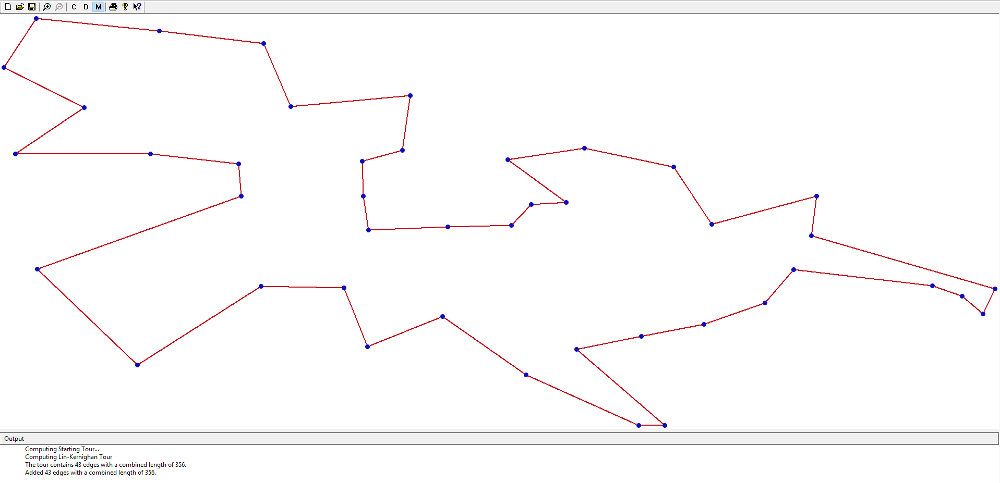 C D M
Output
Computing Starting Tour...
Computing Lin-Kernighan Tour
The tour contains 43 edges with a combined length of 356.
Added 43 edges with a combined length of 356.